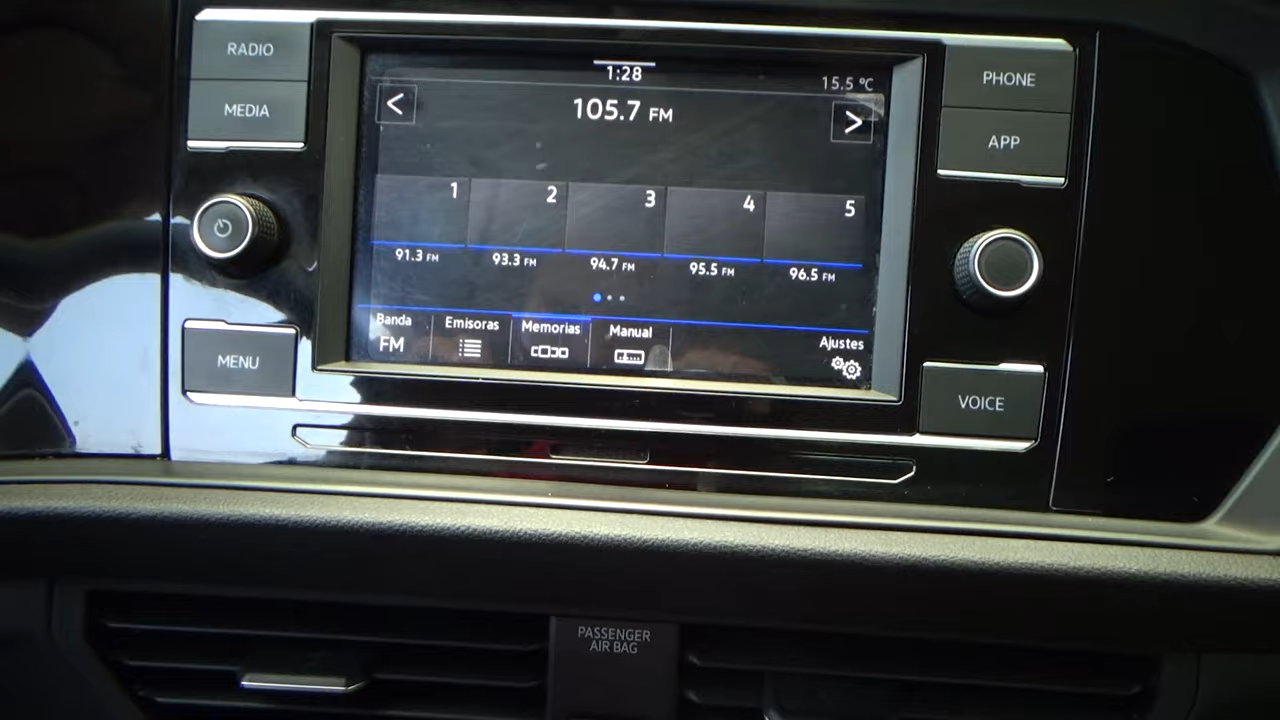 RADIO
MEDIA
MENU
1:28
15.5 °C
<
105.7 FM
>
1 2 3 4 5
91.3 FM 93.3 FM 94.7 FM 95.5 FM 96.5 FM
Banda Emisoras Memorias Manual Ajustes
FM
PHONE
APP
VOICE
PASSENGER
AIR BAG